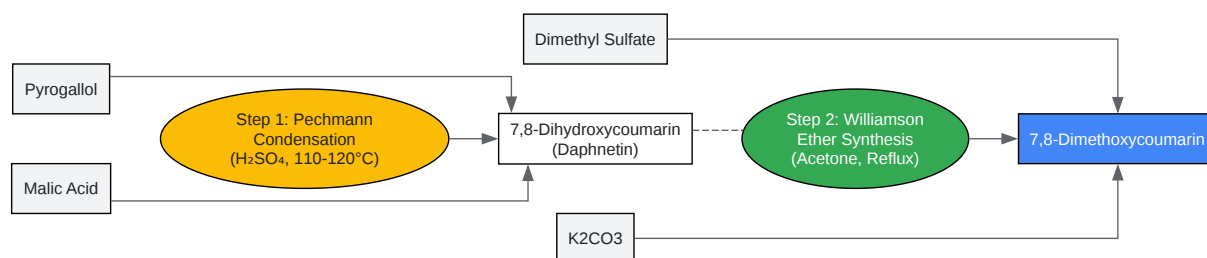 Dimethyl Sulfate
Pyrogallol
Step 1: Pechmann
Condensation
(H₂SO₄, 110-120°C)
7,8-Dihydroxycoumarin
(Daphnetin)
Step 2: Williamson
Ether Synthesis
(Acetone, Reflux)
7,8-Dimethoxycoumarin
Malic Acid
K2CO3